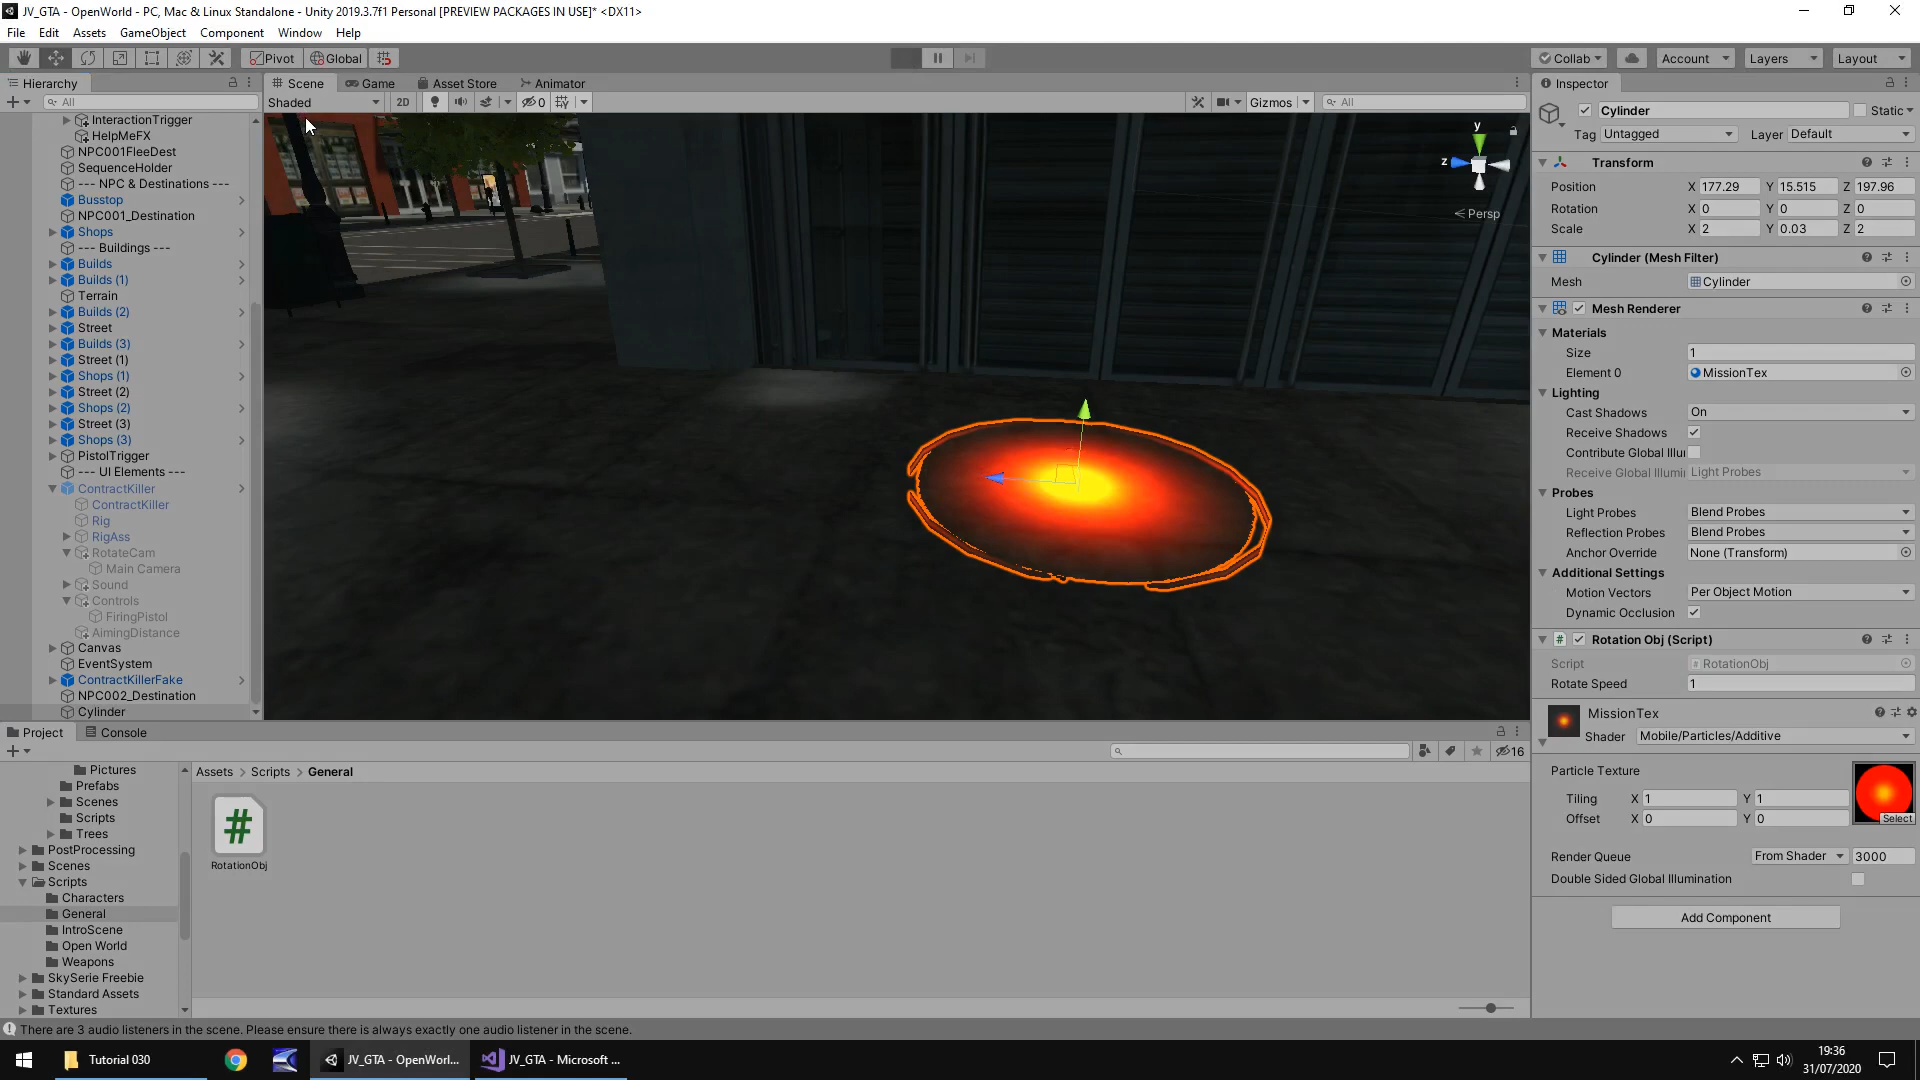 JV_GTA - OpenWorld - PC, Mac & Linux Standalone - Unity 2019.3.7f1 Personal [PREVIEW PACKAGES IN USE]* <DX11>
File Edit Assets GameObject Component Window Help
Pivot Global Collab Account Layers Layout
Hierarchy Scene Game Asset Store Animator Inspector
All Shaded 2D 0 Gizmos All
InteractionTrigger
HelpMeFX
NPC001FleeDest
SequenceHolder
--- NPC & Destinations ---
Busstop
NPC001_Destination
Shops
--- Buildings ---
Builds
Builds (1)
Terrain
Builds (2)
Street
Builds (3)
Street (1)
Shops (1)
Street (2)
Shops (2)
Street (3)
Shops (3)
PistolTrigger
--- UI Elements ---
ContractKiller
ContractKiller
Rig
RigAss
RotateCam
Main Camera
Sound
Controls
FiringPistol
AimingDistance
Canvas
EventSystem
ContractKillerFake
NPC002_Destination
Cylinder
y
z
Persp
Cylinder Static
Tag Untagged Layer Default
Transform
Position X 177.29 Y 15.515 Z 197.96
Rotation X 0 Y 0 Z 0
Scale X 2 Y 0.03 Z 2
Cylinder (Mesh Filter)
Mesh Cylinder
Mesh Renderer
Materials
Size 1
Element 0 MissionTex
Lighting
Cast Shadows On
Receive Shadows
Contribute Global Illui
Receive Global Illumi Light Probes
Probes
Light Probes Blend Probes
Reflection Probes Blend Probes
Anchor Override None (Transform)
Additional Settings
Motion Vectors Per Object Motion
Dynamic Occlusion
Rotation Obj (Script)
Script RotationObj
Rotate Speed 1
MissionTex
Shader Mobile/Particles/Additive
Particle Texture
Tiling X 1 Y 1
Offset X 0 Y 0
Select
Render Queue From Shader 3000
Double Sided Global Illumination
Add Component
Project Console
16
Pictures
Prefabs
Scenes
Scripts
Trees
PostProcessing
Scenes
Scripts
Characters
General
IntroScene
Open World
Weapons
SkySerie Freebie
Standard Assets
Textures
Assets > Scripts > General
#
RotationObj
There are 3 audio listeners in the scene. Please ensure there is always exactly one audio listener in the scene.
Tutorial 030 JV_GTA - OpenWorl... JV_GTA - Microsoft ...
19:36
31/07/2020